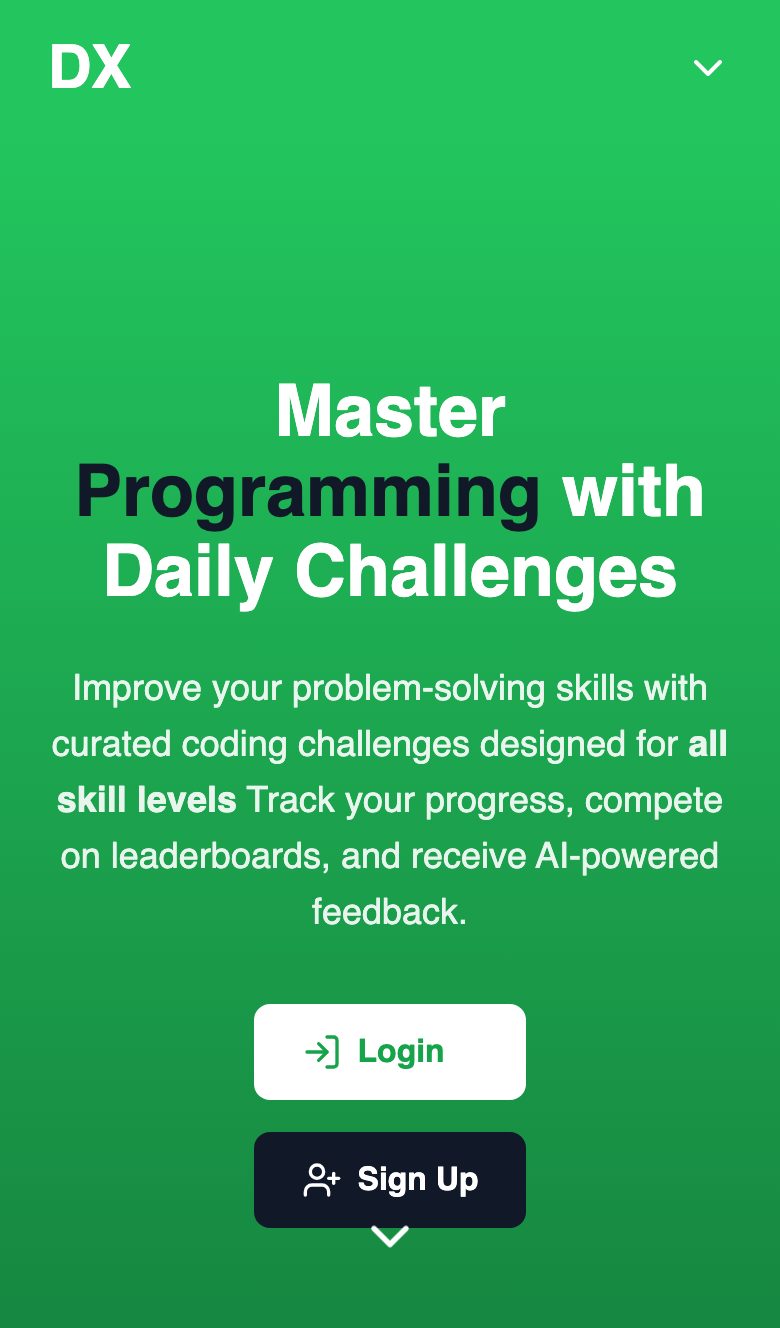 DX
Master
Programming with
Daily Challenges
Improve your problem-solving skills with
curated coding challenges designed for all
skill levels Track your progress, compete
on leaderboards, and receive AI-powered
feedback.
Login
Sign Up